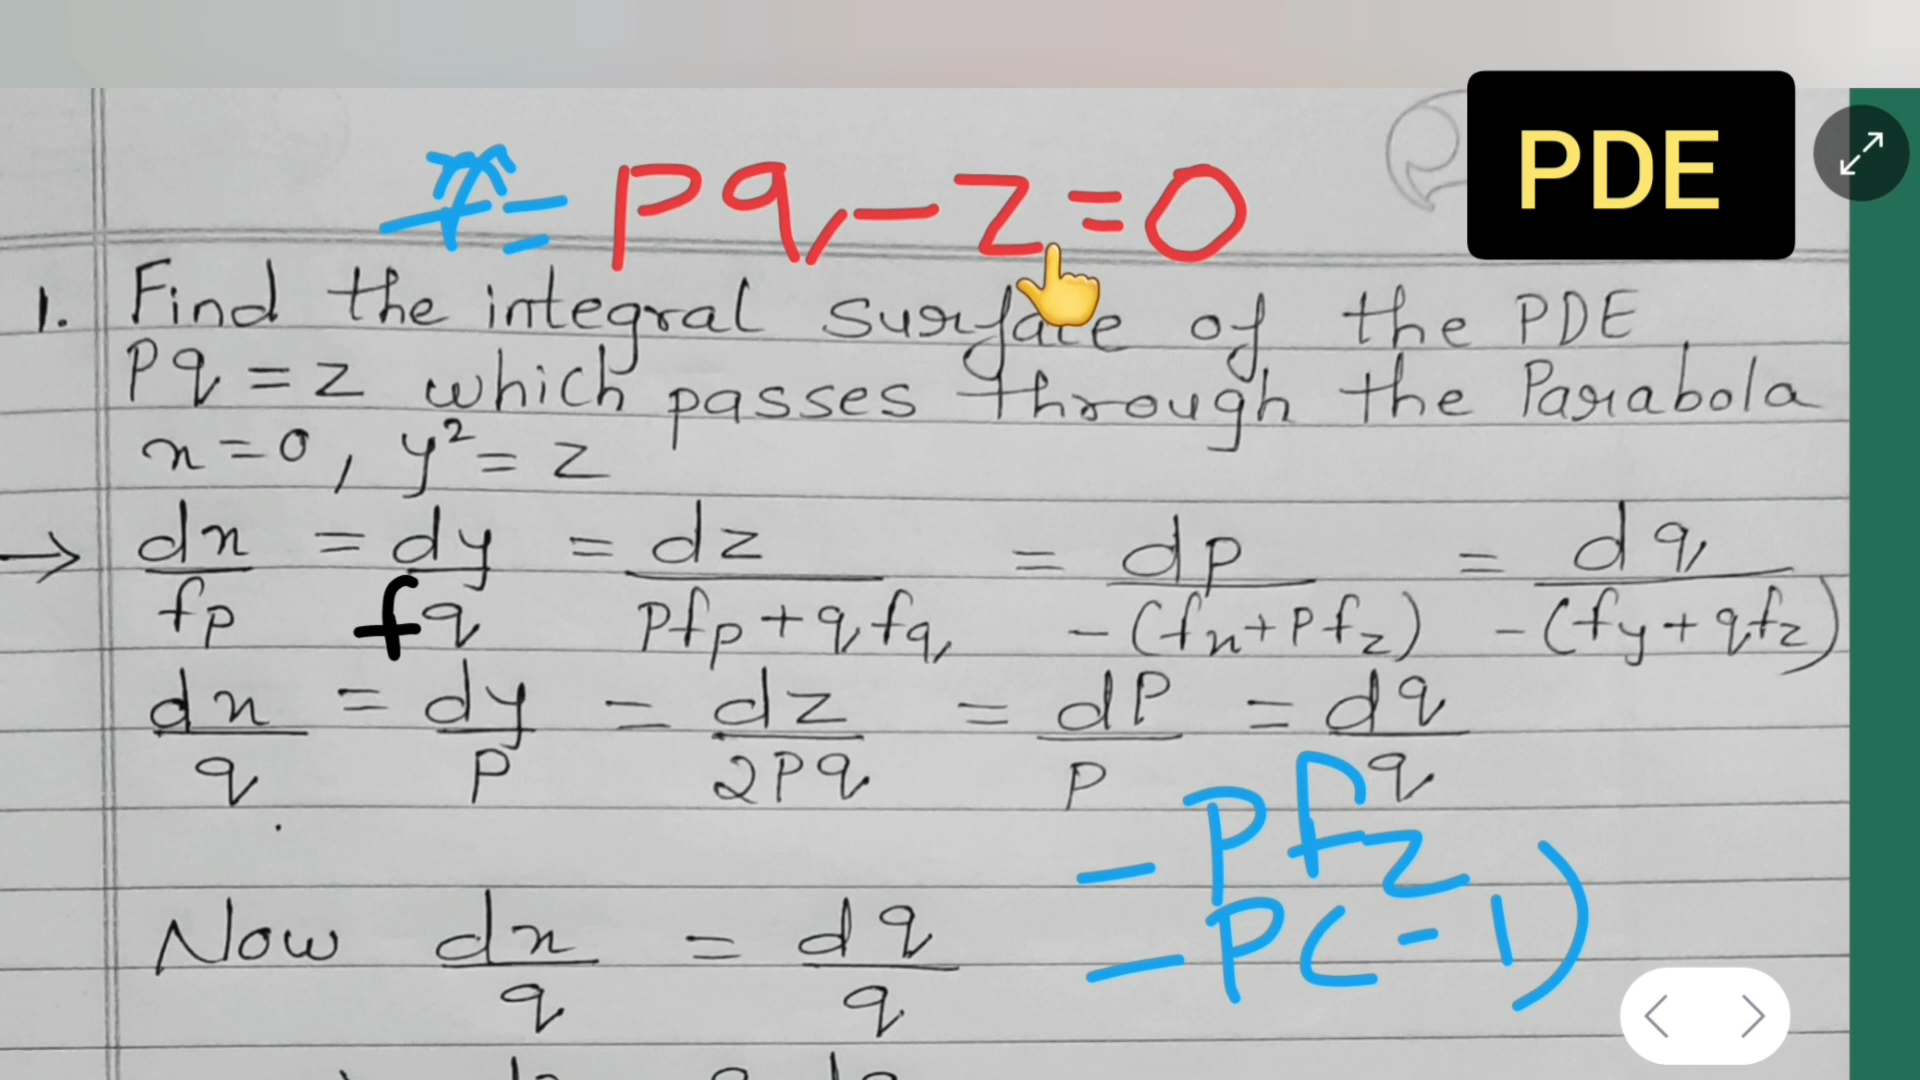 PDE
f = pq - z = 0
1. Find the integral surface of the PDE
pq = z which passes through the Parabola
x = 0, y² = z
→ dx/fp = dy/fq = dz/(pfp + qfq) = dp/-(fx + pfz) = dq/-(fy + qfz)
dx/q = dy/p = dz/2pq = dp/p = dq/q
- pfz
- p(-1)
Now dx/q = dq/q